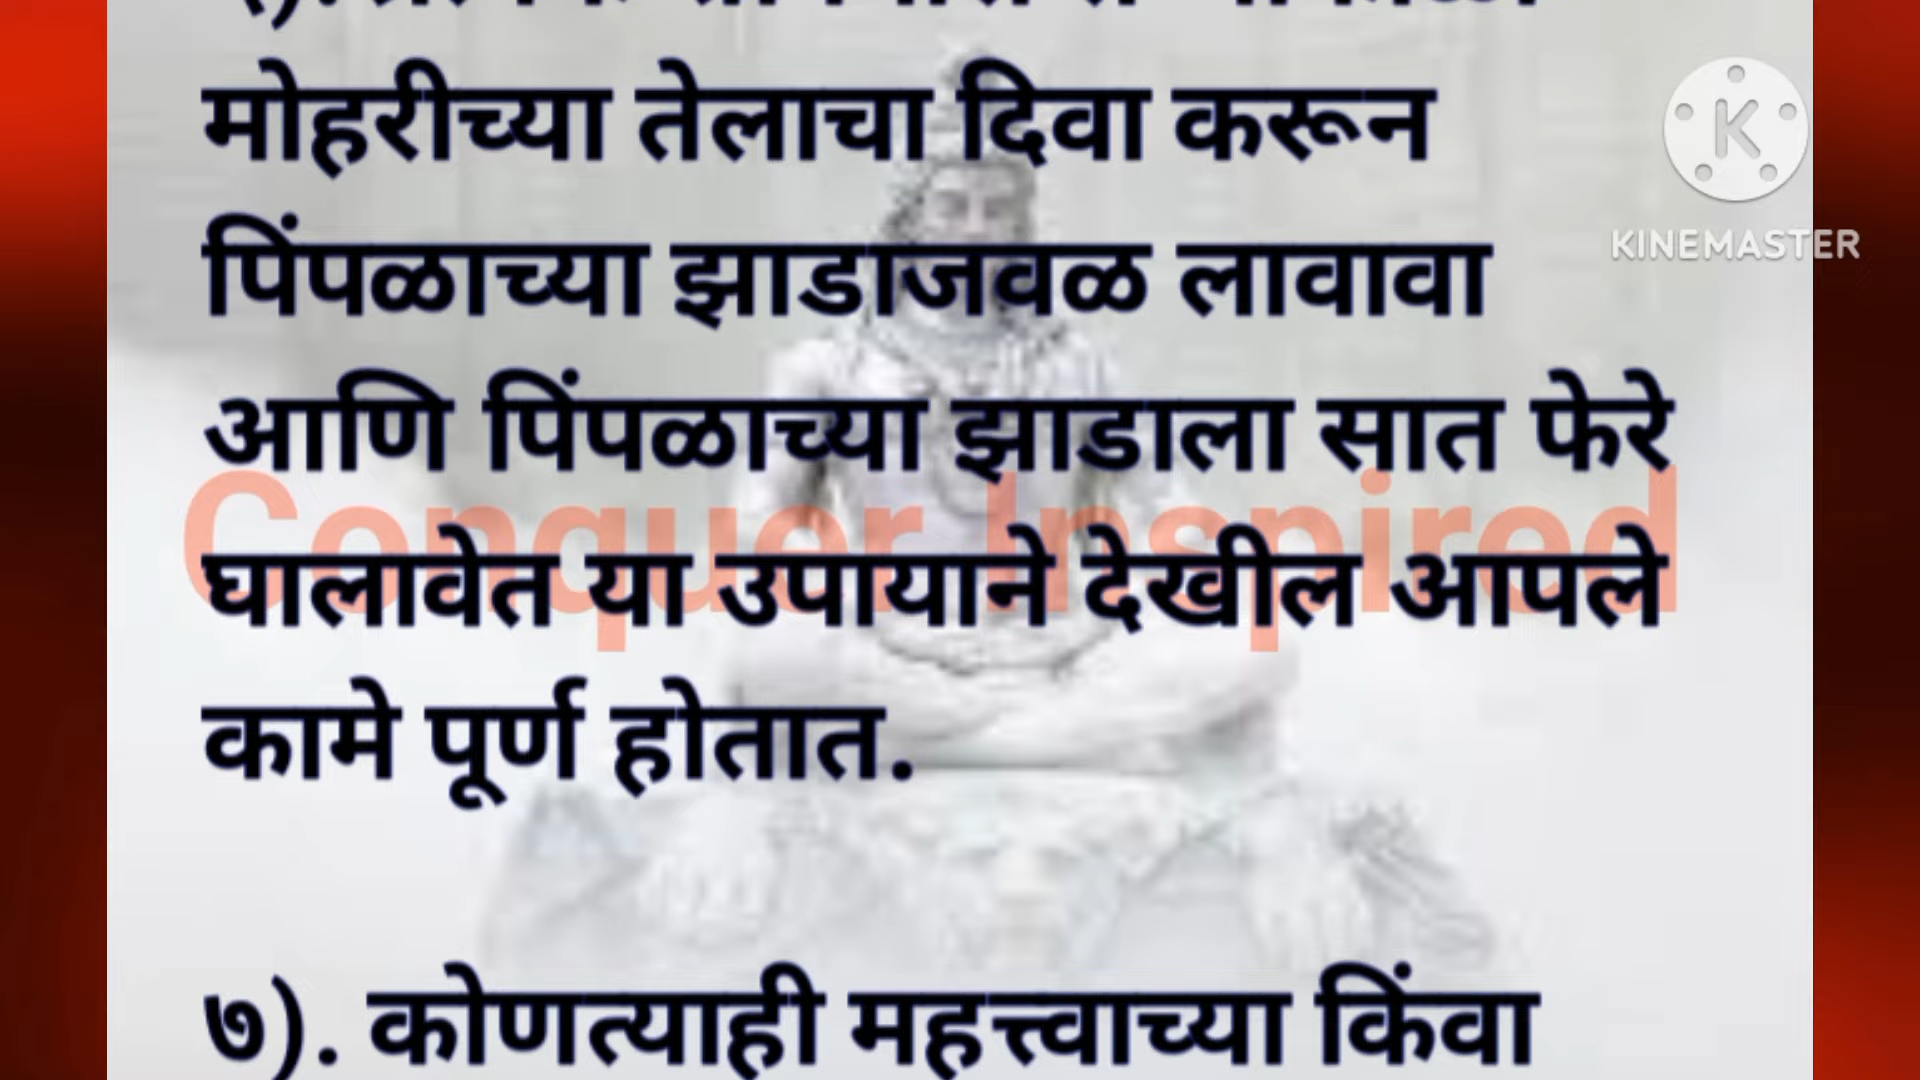 मोहरीच्या तेलाचा दिवा करून
पिंपळाच्या झाडाजवळ लावावा
आणि पिंपळाच्या झाडाला सात फेरे
घालावेत या उपायाने देखील आपले
कामे पूर्ण होतात.
७). कोणत्याही महत्त्वाच्या किंवा
Conquer Inspired
K
KINEMASTER